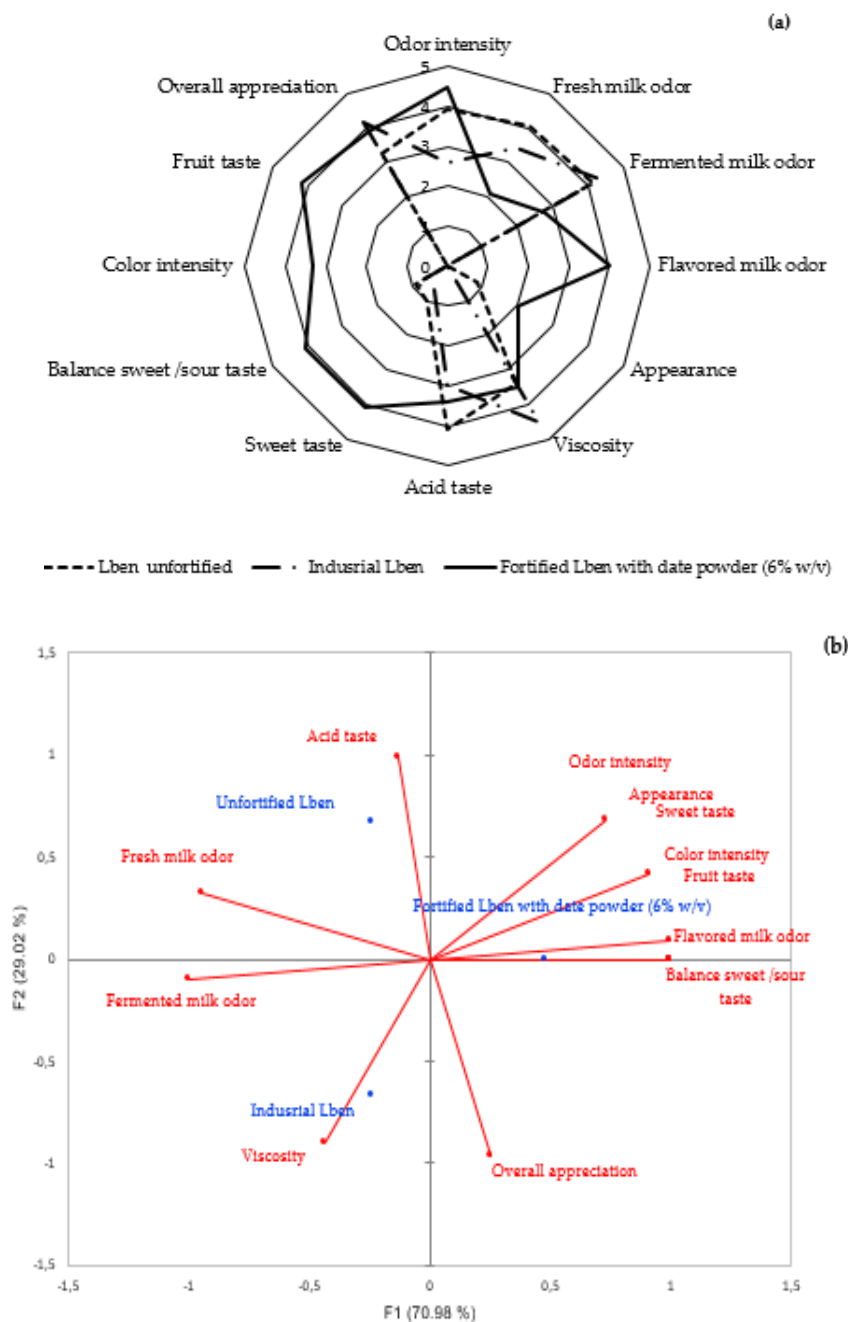 (a)
Odor intensity
Overall appreciation
Fresh milk odor
Fruit taste
Fermented milk odor
Color intensity
Flavored milk odor
Balance sweet /sour taste
Appearance
Sweet taste
Viscosity
Acid taste
5
4
3
2
1
0
Lben unfortified
Indusrial Lben
Fortified Lben with date powder (6% w/v)
(b)
1,5
1
0,5
0
-0,5
-1
-1,5
F2 (29.02 %)
Acid taste
Odor intensity
Unfortified Lben
Appearance
Sweet taste
Fresh milk odor
Color intensity
Fruit taste
Fortified Lben with date powder (6% w/v)
Flavored milk odor
Fermented milk odor
Balance sweet /sour
taste
Indusrial Lben
Viscosity
Overall appreciation
-1,5
-1
-0,5
0
0,5
1
1,5
F1 (70.98 %)